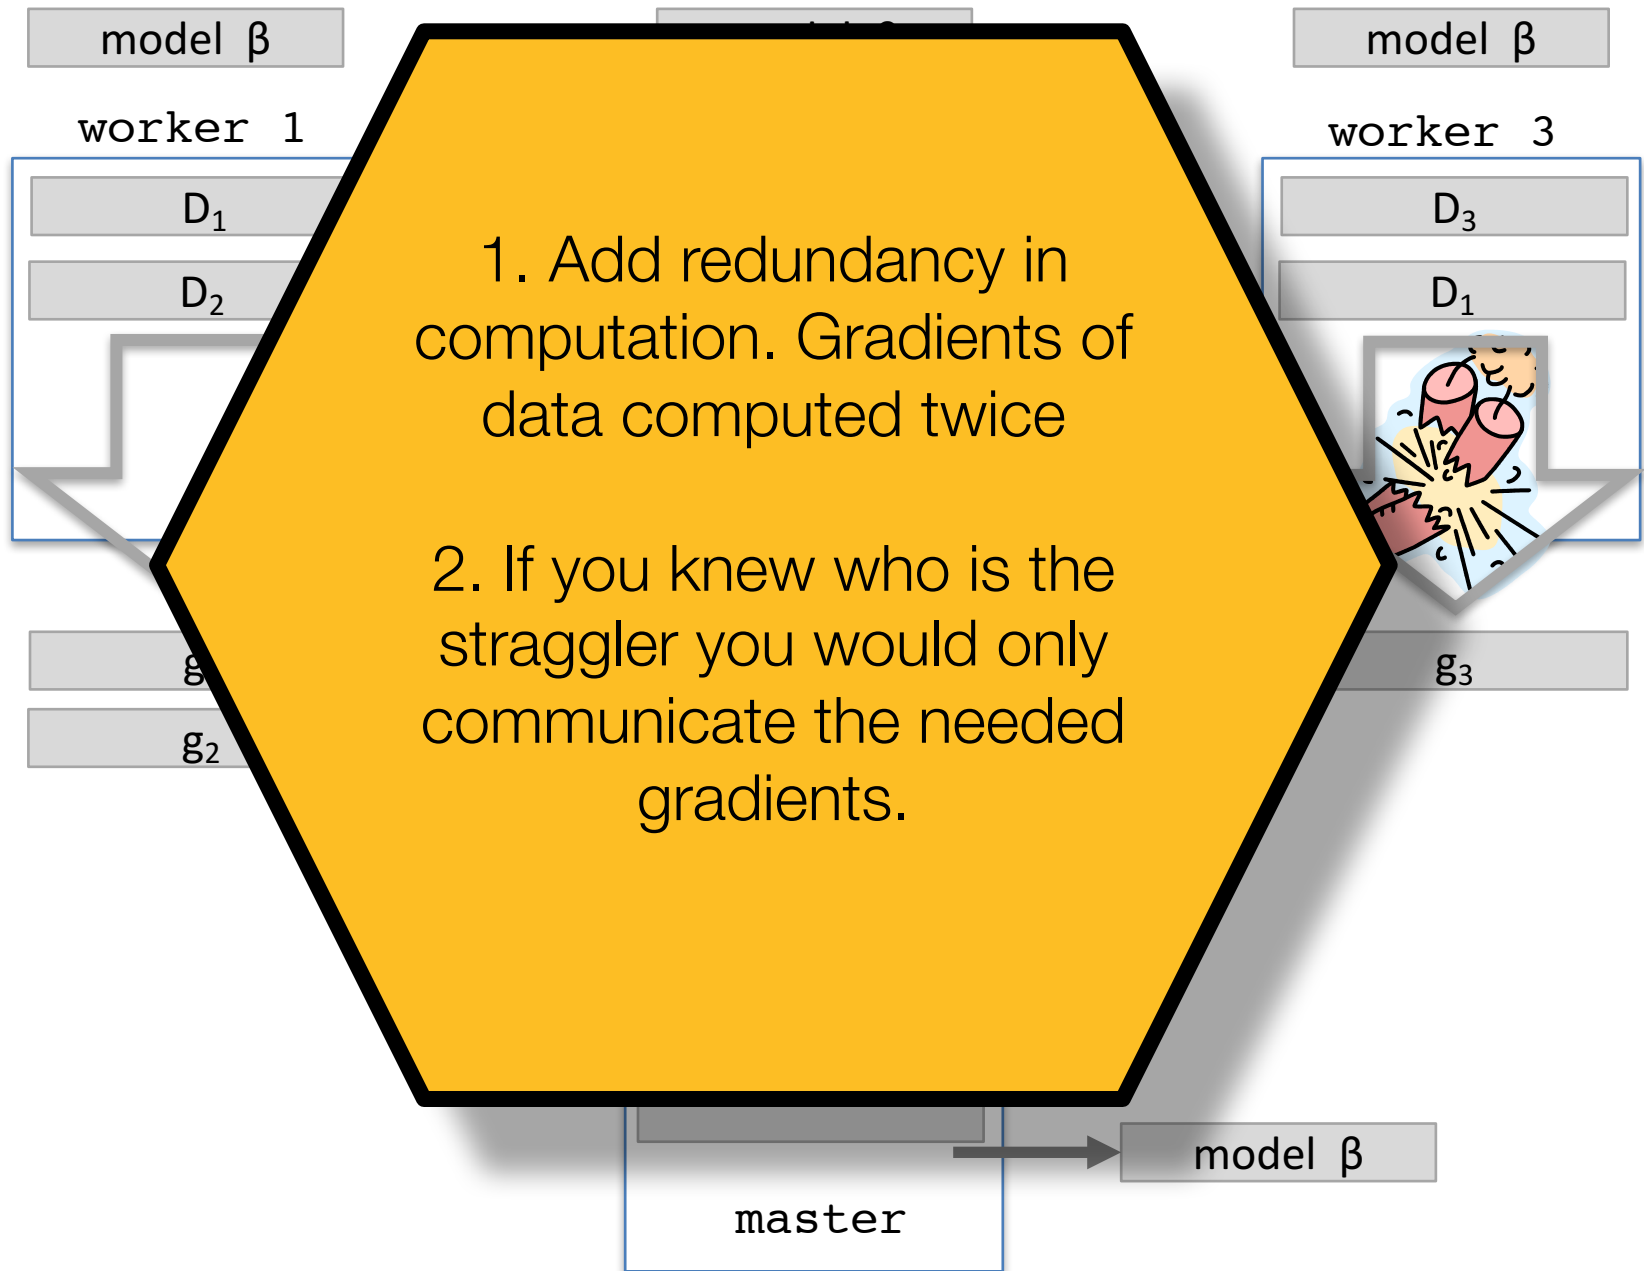 model β
model β
worker 1
worker 3
D₁
D₃
D₂
D₁
1. Add redundancy in
computation. Gradients of
data computed twice
2. If you knew who is the
straggler you would only
communicate the needed
gradients.
g₃
g₂
model β
master